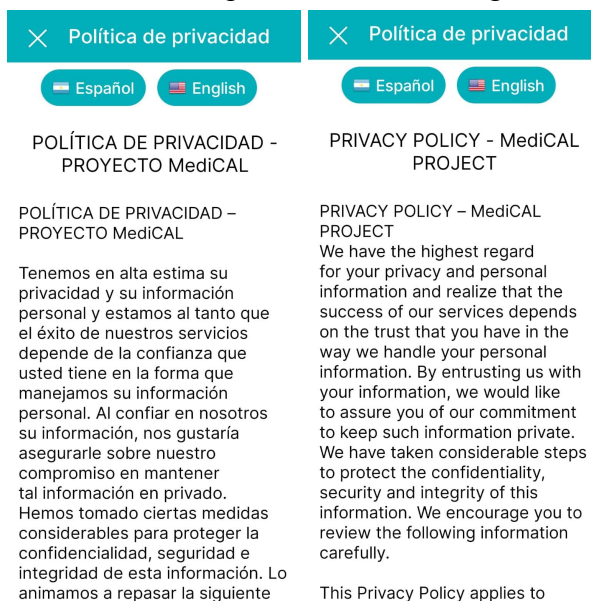 Política de privacidad
Español
English
POLÍTICA DE PRIVACIDAD -
PROYECTO MediCAL
POLÍTICA DE PRIVACIDAD –
PROYECTO MediCAL
Tenemos en alta estima su
privacidad y su información
personal y estamos al tanto que
el éxito de nuestros servicios
depende de la confianza que
usted tiene en la forma que
manejamos su información
personal. Al confiar en nosotros
su información, nos gustaría
asegurarle sobre nuestro
compromiso en mantener
tal información en privado.
Hemos tomado ciertas medidas
considerables para proteger la
confidencialidad, seguridad e
integridad de esta información. Lo
animamos a repasar la siguiente
Política de privacidad
Español
English
PRIVACY POLICY - MediCAL
PROJECT
PRIVACY POLICY – MediCAL
PROJECT
We have the highest regard
for your privacy and personal
information and realize that the
success of our services depends
on the trust that you have in the
way we handle your personal
information. By entrusting us with
your information, we would like
to assure you of our commitment
to keep such information private.
We have taken considerable steps
to protect the confidentiality,
security and integrity of this
information. We encourage you to
review the following information
carefully.
This Privacy Policy applies to